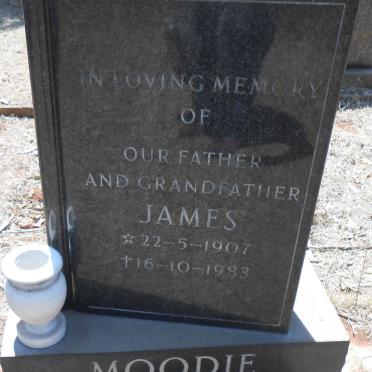 IN LOVING MEMORY
OF
OUR FATHER
AND GRANDFATHER
JAMES
☆22-5-1907
†16-10-1983
MOODIE